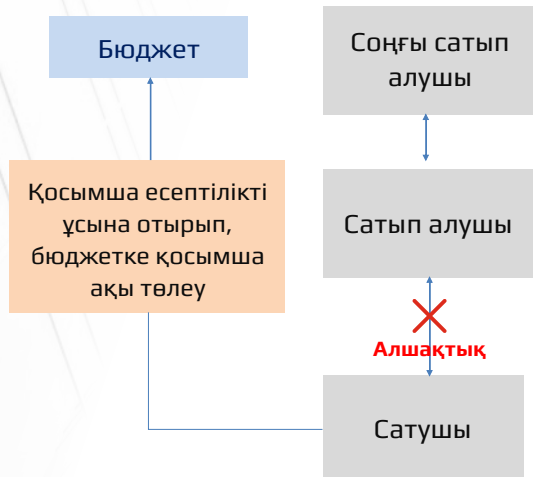 Бюджет
Соңғы сатып
алушы
Қосымша есептілікті
ұсына отырып,
бюджетке қосымша
ақы төлеу
Сатып алушы
Алшақтық
Сатушы